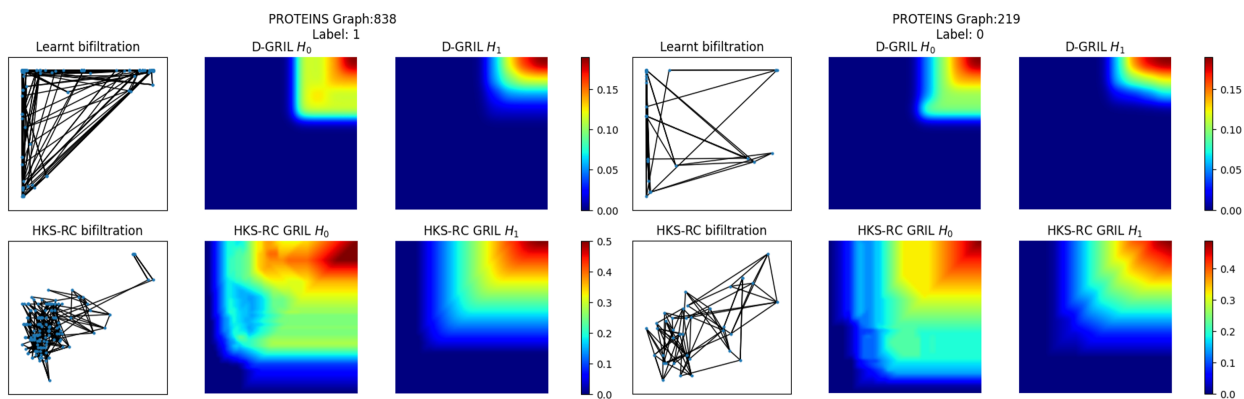 PROTEINS Graph:838
Label: 1
Learnt bifiltration
D-GRIL H₀
D-GRIL H₁
0.15
0.10
0.05
0.00
HKS-RC bifiltration
HKS-RC GRIL H₀
HKS-RC GRIL H₁
0.5
0.4
0.3
0.2
0.1
0.0
PROTEINS Graph:219
Label: 0
Learnt bifiltration
D-GRIL H₀
D-GRIL H₁
0.15
0.10
0.05
0.00
HKS-RC bifiltration
HKS-RC GRIL H₀
HKS-RC GRIL H₁
0.4
0.3
0.2
0.1
0.0